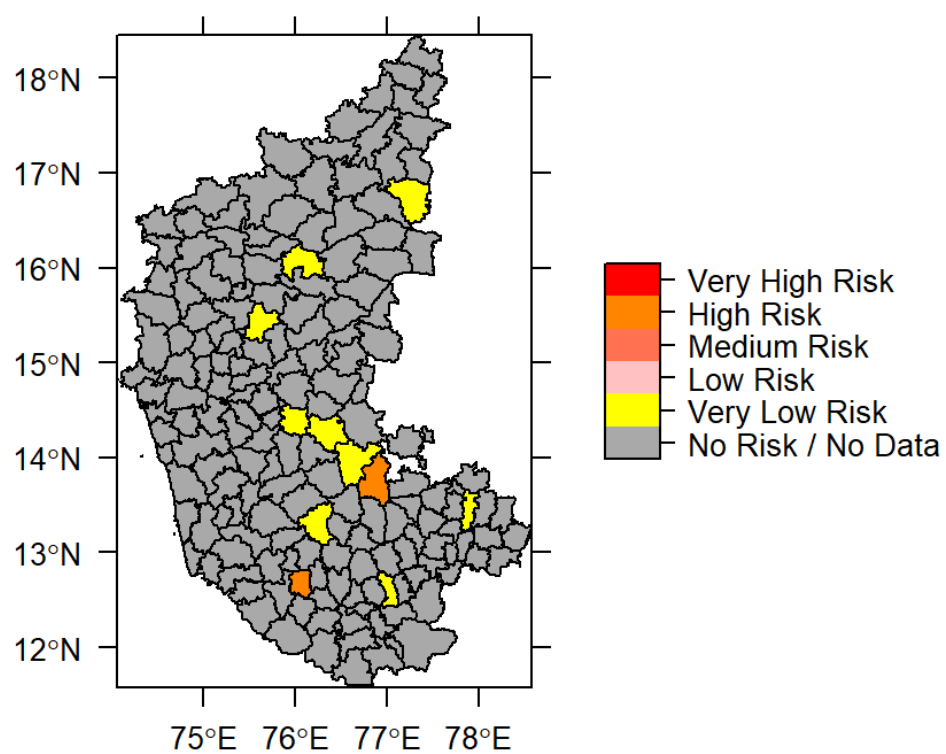 18°N
17°N
16°N
15°N
14°N
13°N
12°N
75°E 76°E 77°E 78°E
Very High Risk
High Risk
Medium Risk
Low Risk
Very Low Risk
No Risk / No Data